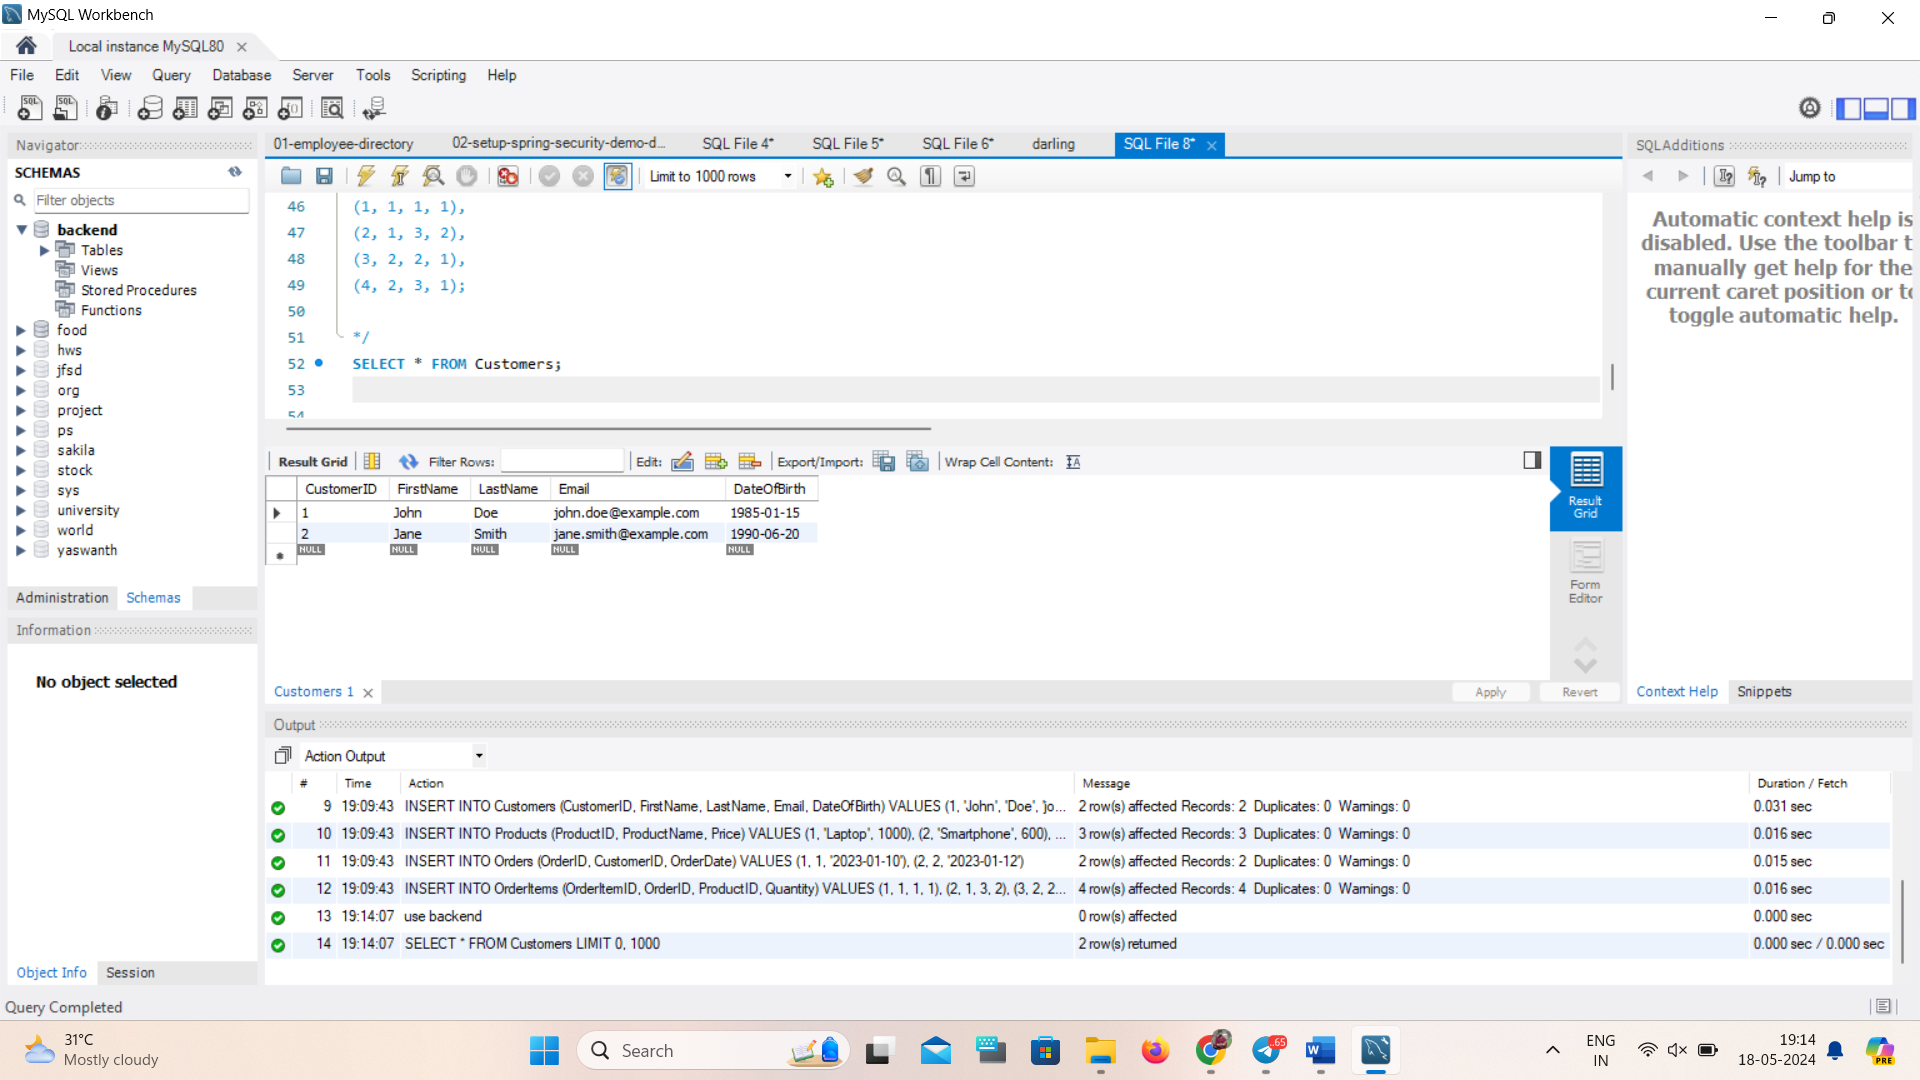 MySQL Workbench
Local instance MySQL80
File Edit View Query Database Server Tools Scripting Help
Navigator
SCHEMAS
Filter objects
backend
Tables
Views
Stored Procedures
Functions
food
hws
jfsd
org
project
ps
sakila
stock
sys
university
world
yaswanth
Administration Schemas
Information
No object selected
Object Info Session
Query Completed
01-employee-directory 02-setup-spring-security-demo-d... SQL File 4* SQL File 5* SQL File 6* darling SQL File 8*
Limit to 1000 rows
46 (1, 1, 1, 1),
47 (2, 1, 3, 2),
48 (3, 2, 2, 1),
49 (4, 2, 3, 1);
50
51 */
52 SELECT * FROM Customers;
53
54
Result Grid Filter Rows: Edit: Export/Import: Wrap Cell Content:
CustomerID FirstName LastName Email DateOfBirth
1 John Doe john.doe@example.com 1985-01-15
2 Jane Smith jane.smith@example.com 1990-06-20
NULL NULL NULL NULL NULL
Result
Grid
Form
Editor
Customers 1
Apply Revert
SQLAdditions
Jump to
Automatic context help is
disabled. Use the toolbar t
manually get help for the
current caret position or to
toggle automatic help.
Context Help Snippets
Output
Action Output
# Time Action Message Duration / Fetch
9 19:09:43 INSERT INTO Customers (CustomerID, FirstName, LastName, Email, DateOfBirth) VALUES (1, 'John', 'Doe', 'jo... 2 row(s) affected Records: 2 Duplicates: 0 Warnings: 0 0.031 sec
10 19:09:43 INSERT INTO Products (ProductID, ProductName, Price) VALUES (1, 'Laptop', 1000), (2, 'Smartphone', 600), ... 3 row(s) affected Records: 3 Duplicates: 0 Warnings: 0 0.016 sec
11 19:09:43 INSERT INTO Orders (OrderID, CustomerID, OrderDate) VALUES (1, 1, '2023-01-10'), (2, 2, '2023-01-12') 2 row(s) affected Records: 2 Duplicates: 0 Warnings: 0 0.015 sec
12 19:09:43 INSERT INTO OrderItems (OrderItemID, OrderID, ProductID, Quantity) VALUES (1, 1, 1, 1), (2, 1, 3, 2), (3, 2, 2... 4 row(s) affected Records: 4 Duplicates: 0 Warnings: 0 0.016 sec
13 19:14:07 use backend 0 row(s) affected 0.000 sec
14 19:14:07 SELECT * FROM Customers LIMIT 0, 1000 2 row(s) returned 0.000 sec / 0.000 sec
31°C
Mostly cloudy
Search
65
ENG
IN
19:14
18-05-2024
PRE